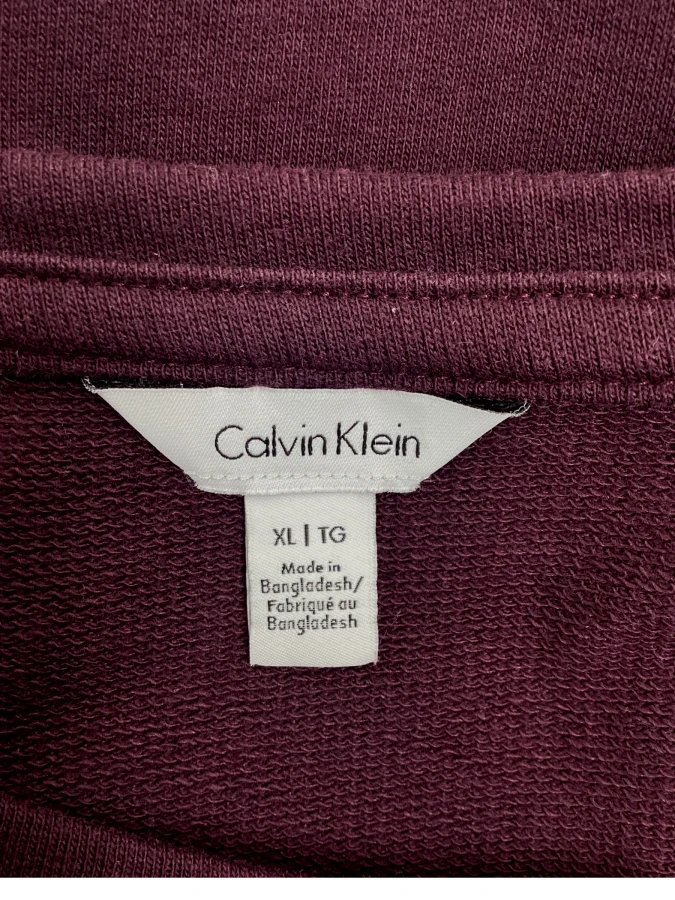 Calvin Klein
XL | TG
Made in
Bangladesh/
Fabriqué au
Bangladesh